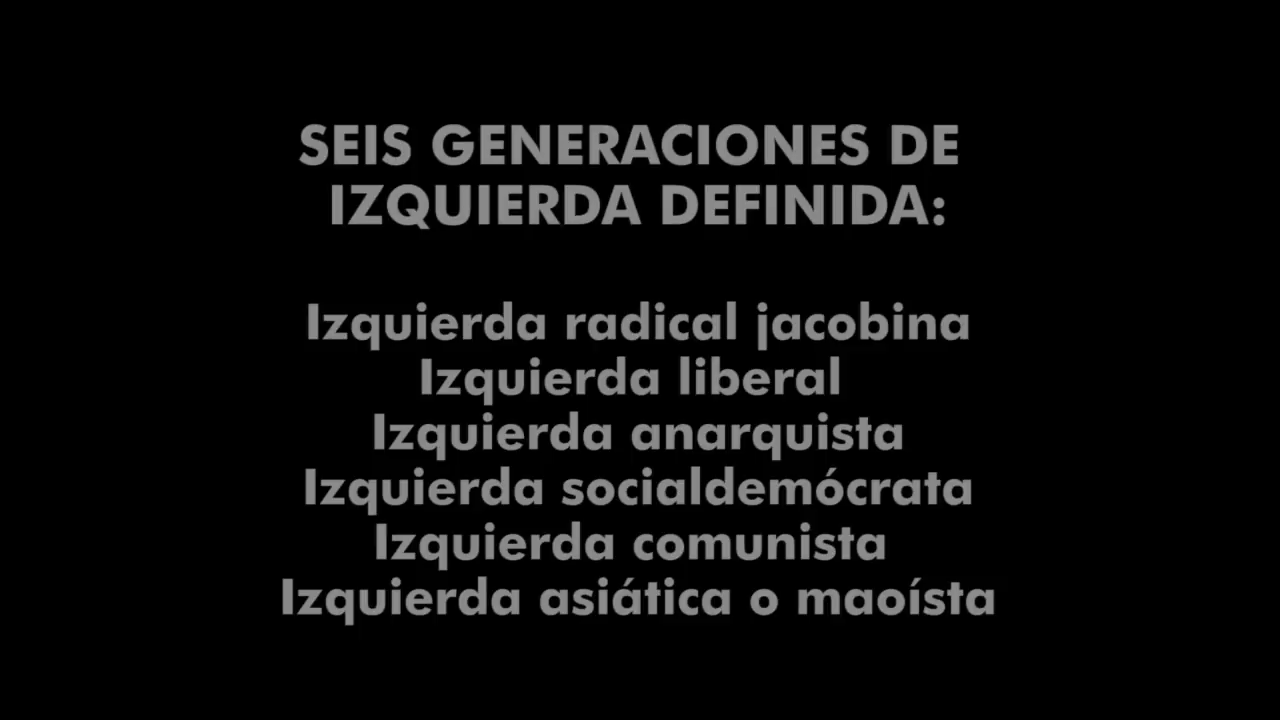 SEIS GENERACIONES DE
IZQUIERDA DEFINIDA:
Izquierda radical jacobina
Izquierda liberal
Izquierda anarquista
Izquierda socialdemócrata
Izquierda comunista
Izquierda asiática o maoísta